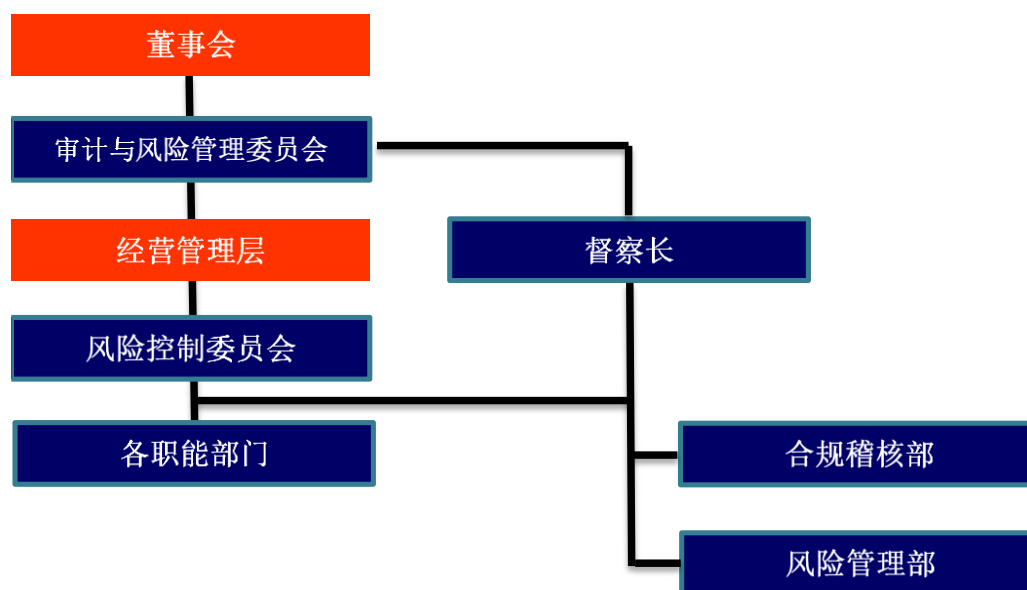 董事会
审计与风险管理委员会
经营管理层
督察长
风险控制委员会
各职能部门
合规稽核部
风险管理部